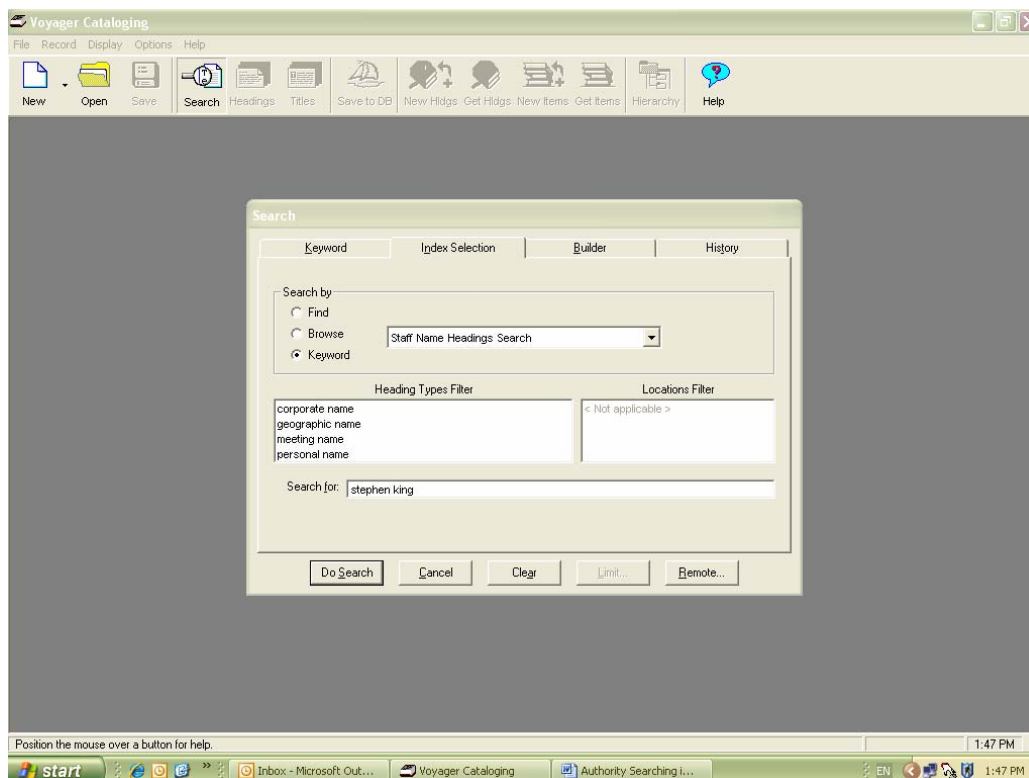 Voyager Cataloging
File Record Display Options Help
New Open Save Search Headings Titles Save to DB New Hldgs Get Hldgs New Items Get Items Hierarchy Help
Search
Keyword Index Selection Builder History
Search by
Find
Browse Staff Name Headings Search
Keyword
Heading Types Filter Locations Filter
corporate name < Not applicable >
geographic name
meeting name
personal name
Search for: stephen king
Do Search Cancel Clear Limit... Remote...
Position the mouse over a button for help. 1:47 PM
start » Inbox - Microsoft Out... Voyager Cataloging Authority Searching i... EN 1:47 PM